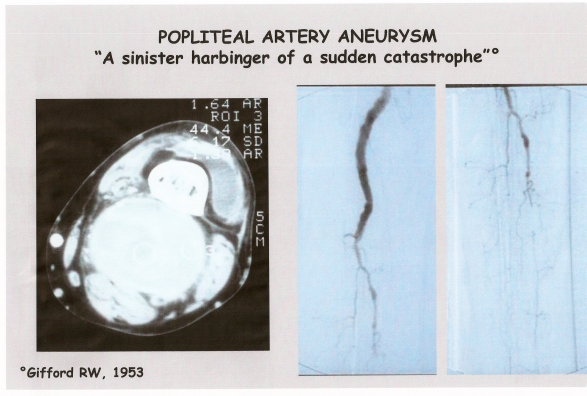 POPLITEAL ARTERY ANEURYSM
“A sinister harbinger of a sudden catastrophe”°
1.64 AR
ROI 3
44.4 ME
SD
AR
5
C
M
°Gifford RW, 1953